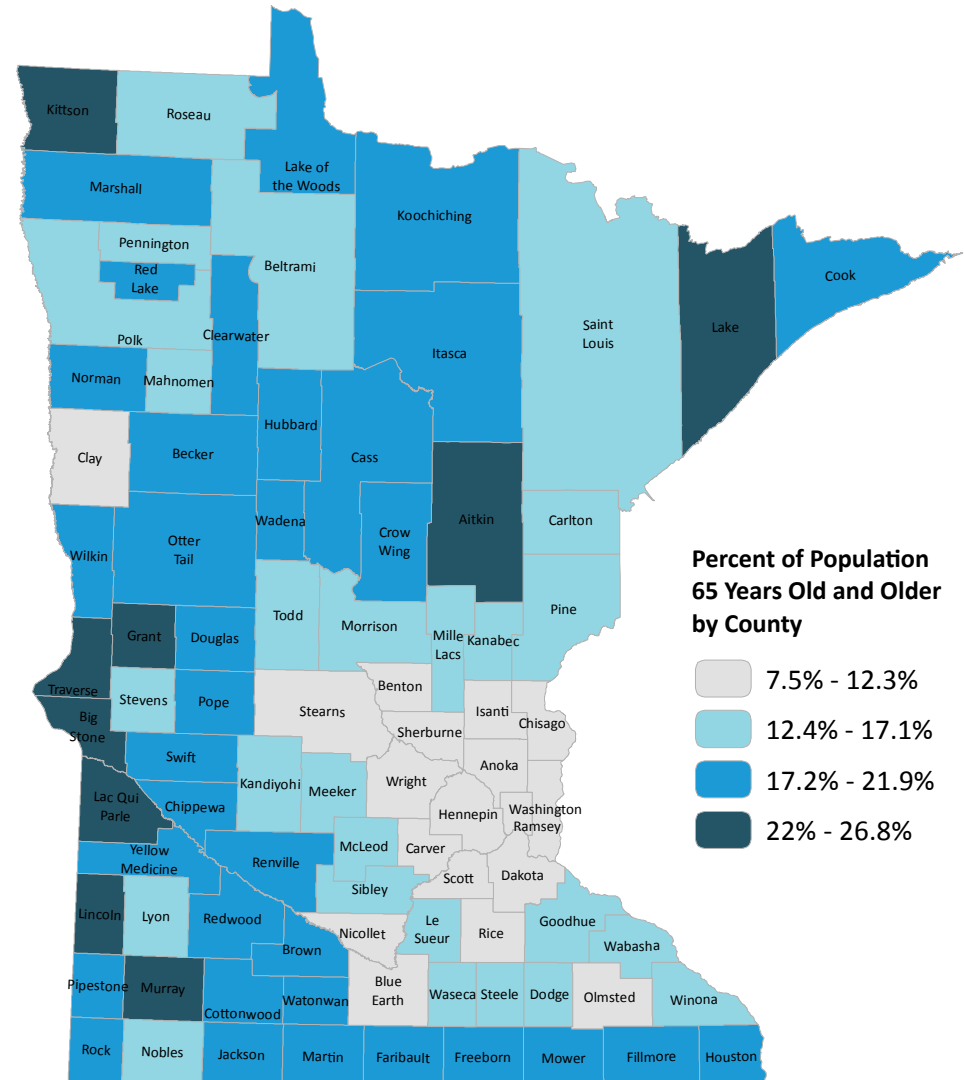 Kittson
Roseau
Lake of
the Woods
Marshall
Koochiching
Pennington
Beltrami
Red
Lake
Cook
Polk
Clearwater
Saint
Louis
Lake
Itasca
Norman
Mahnomen
Hubbard
Clay
Becker
Cass
Wadena
Aitkin
Carlton
Otter
Tail
Crow
Wing
Wilkin
Percent of Population
65 Years Old and Older
by County
7.5% - 12.3%
12.4% - 17.1%
17.2% - 21.9%
22% - 26.8%
Grant
Douglas
Todd
Morrison
Mille
Lacs
Kanabec
Pine
Traverse
Stevens
Pope
Stearns
Benton
Isanti
Chisago
Big
Stone
Sherburne
Swift
Kandiyohi
Meeker
Wright
Anoka
Lac Qui
Parle
Chippewa
Hennepin
Washington
Ramsey
Yellow
Medicine
Renville
McLeod
Carver
Scott
Dakota
Sibley
Lincoln
Lyon
Redwood
Nicollet
Le
Sueur
Rice
Goodhue
Wabasha
Brown
Pipestone
Murray
Cottonwood
Watonwan
Blue
Earth
Waseca
Steele
Dodge
Olmsted
Winona
Rock
Nobles
Jackson
Martin
Faribault
Freeborn
Mower
Fillmore
Houston